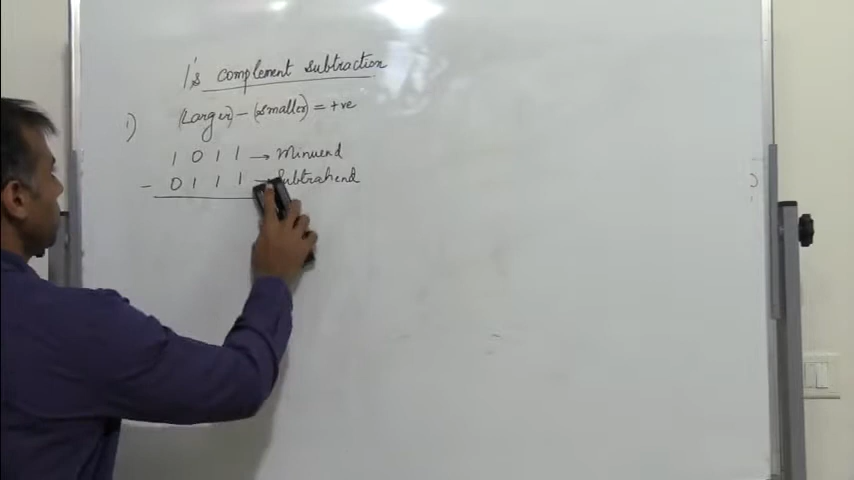 1's complement subtraction
1) (Larger) - (Smaller) = +ve
1 0 1 1 → Minuend
- 0 1 1 1 → Subtrahend